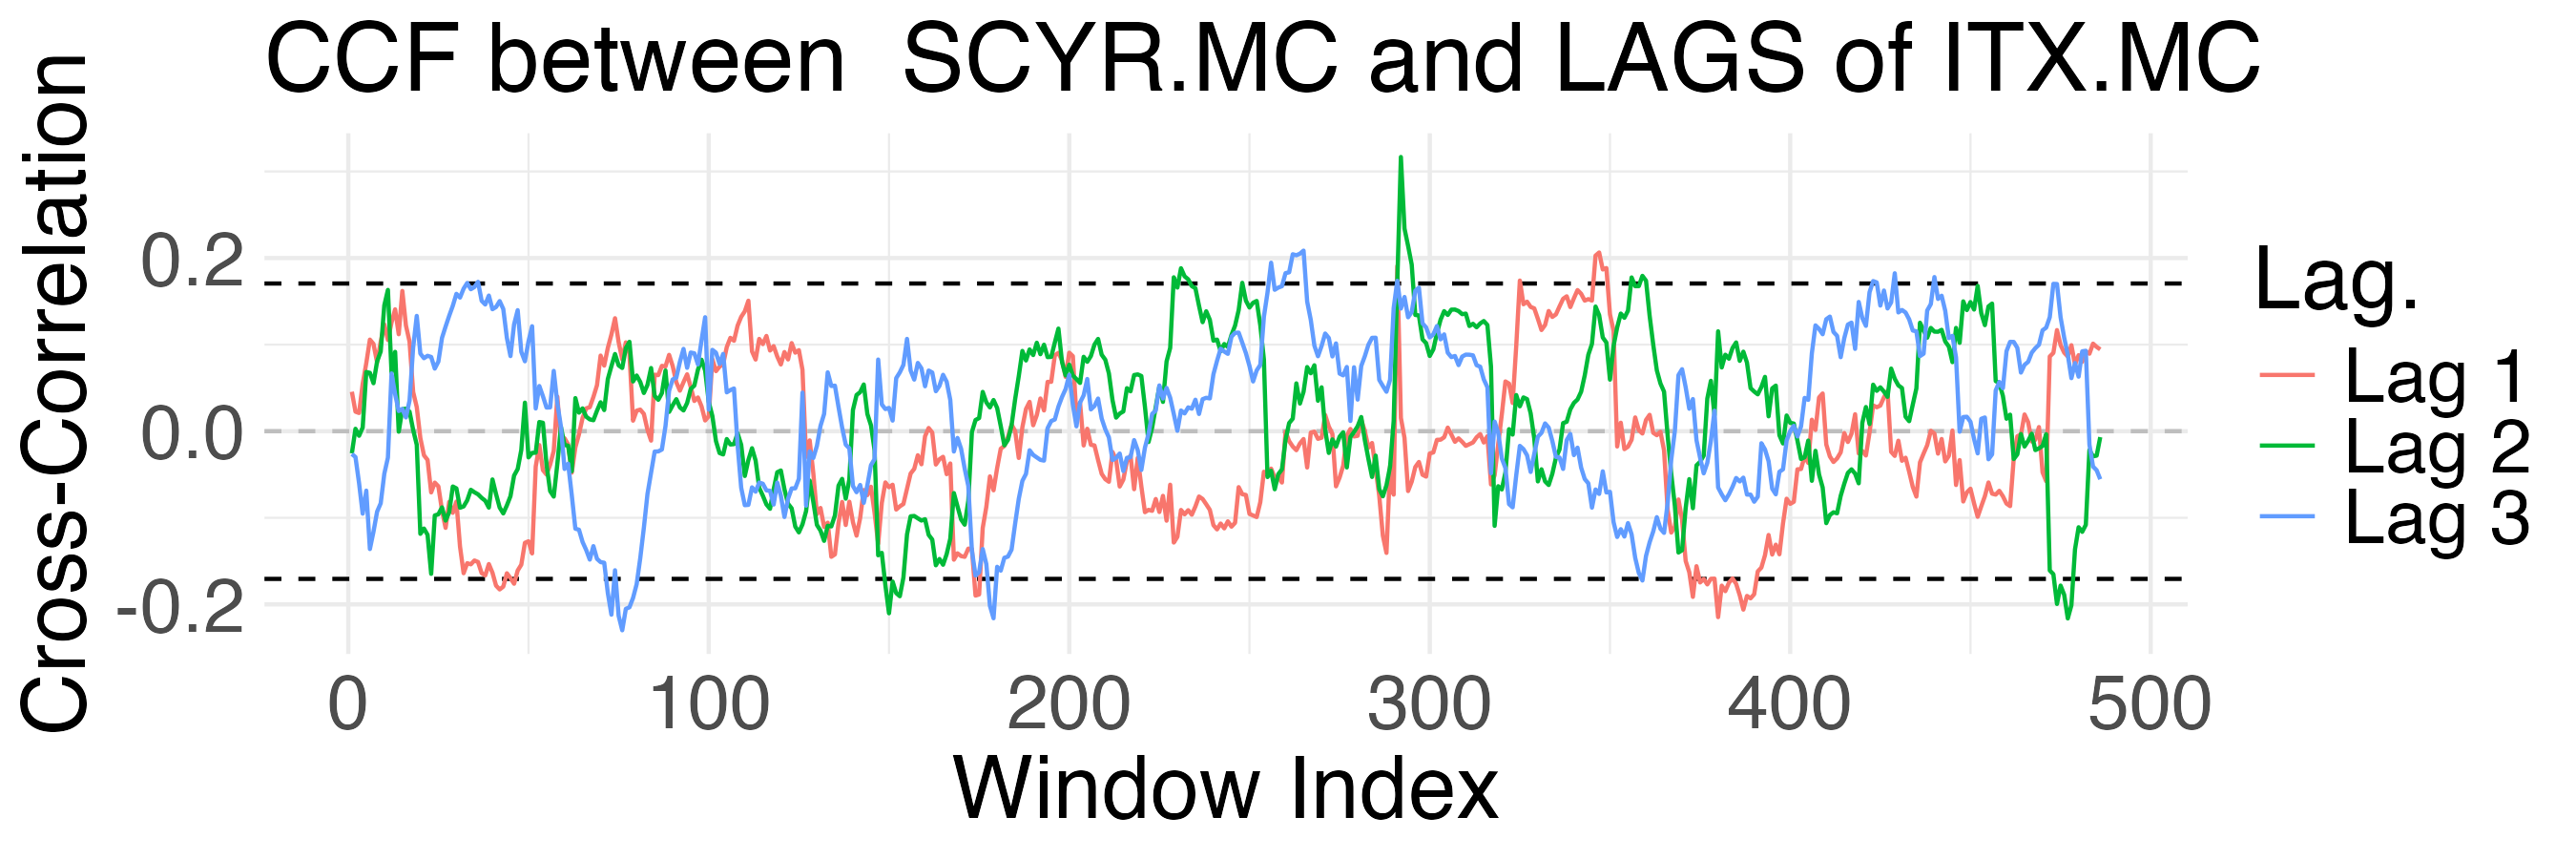 CCF between  SCYR.MC and LAGS of ITX.MC
Cross-Correlation
0.2
0.0
-0.2
0 100 200 300 400 500
Window Index
Lag.
Lag 1
Lag 2
Lag 3